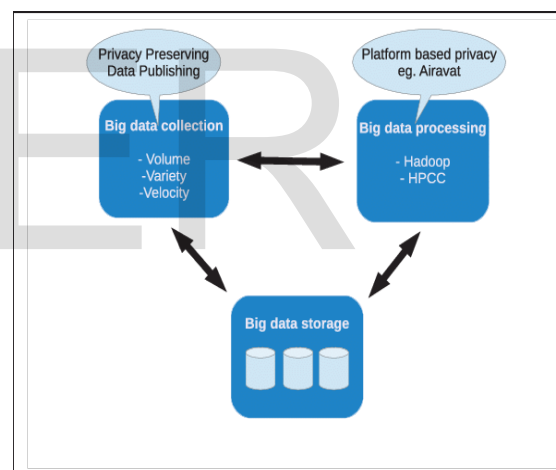 Privacy Preserving
Data Publishing
Platform based privacy
eg. Airavat
Big data collection
- Volume
-Variety
-Velocity
Big data processing
- Hadoop
- HPCC
Big data storage
ER